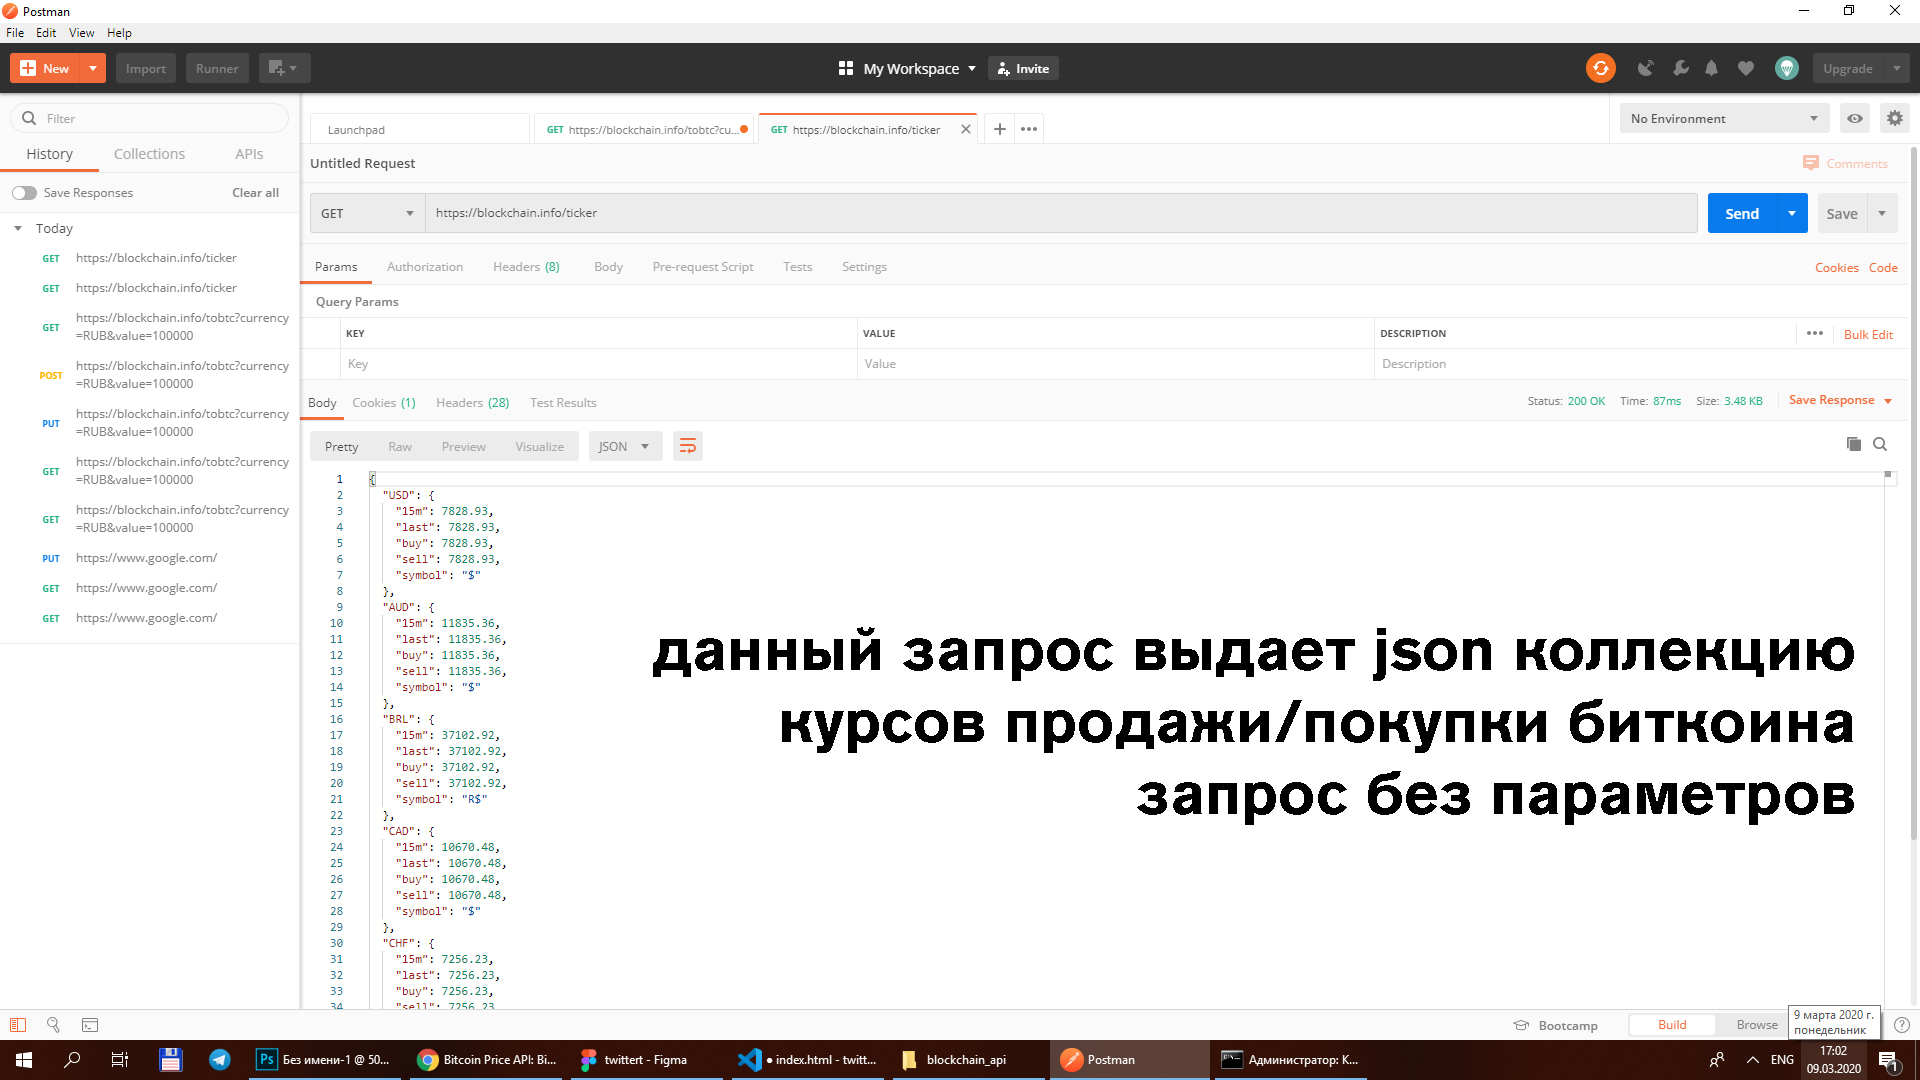 Postman
File Edit View Help
New Import Runner My Workspace Invite Upgrade
Filter
History Collections APIs
Save Responses Clear all
Today
GET https://blockchain.info/ticker
GET https://blockchain.info/ticker
GET https://blockchain.info/tobtc?currency
=RUB&value=100000
POST https://blockchain.info/tobtc?currency
=RUB&value=100000
PUT https://blockchain.info/tobtc?currency
=RUB&value=100000
GET https://blockchain.info/tobtc?currency
=RUB&value=100000
GET https://blockchain.info/tobtc?currency
=RUB&value=100000
PUT https://www.google.com/
GET https://www.google.com/
GET https://www.google.com/
Launchpad GET https://blockchain.info/tobtc?cu... GET https://blockchain.info/ticker No Environment
Untitled Request Comments
GET https://blockchain.info/ticker Send Save
Params Authorization Headers (8) Body Pre-request Script Tests Settings Cookies Code
Query Params
KEY VALUE DESCRIPTION Bulk Edit
Key Value Description
Body Cookies (1) Headers (28) Test Results Status: 200 OK Time: 87ms Size: 3.48 KB Save Response
Pretty Raw Preview Visualize JSON
1 {
2 "USD": {
3 "15m": 7828.93,
4 "last": 7828.93,
5 "buy": 7828.93,
6 "sell": 7828.93,
7 "symbol": "$"
8 },
9 "AUD": {
10 "15m": 11835.36,
11 "last": 11835.36,
12 "buy": 11835.36,
13 "sell": 11835.36,
14 "symbol": "$"
15 },
16 "BRL": {
17 "15m": 37102.92,
18 "last": 37102.92,
19 "buy": 37102.92,
20 "sell": 37102.92,
21 "symbol": "R$"
22 },
23 "CAD": {
24 "15m": 10670.48,
25 "last": 10670.48,
26 "buy": 10670.48,
27 "sell": 10670.48,
28 "symbol": "$"
29 },
30 "CHF": {
31 "15m": 7256.23,
32 "last": 7256.23,
33 "buy": 7256.23,
34 "sell": 7256.23
данный запрос выдает json коллекцию
курсов продажи/покупки биткоина
запрос без параметров
Bootcamp Build Browse
9 марта 2020 г.
понедельник
Ps Без имени-1 @ 50... Bitcoin Price API: Bi... twittert - Figma ● index.html - twitt... blockchain_api Postman Администратор: К... ENG
17:02
09.03.2020
1